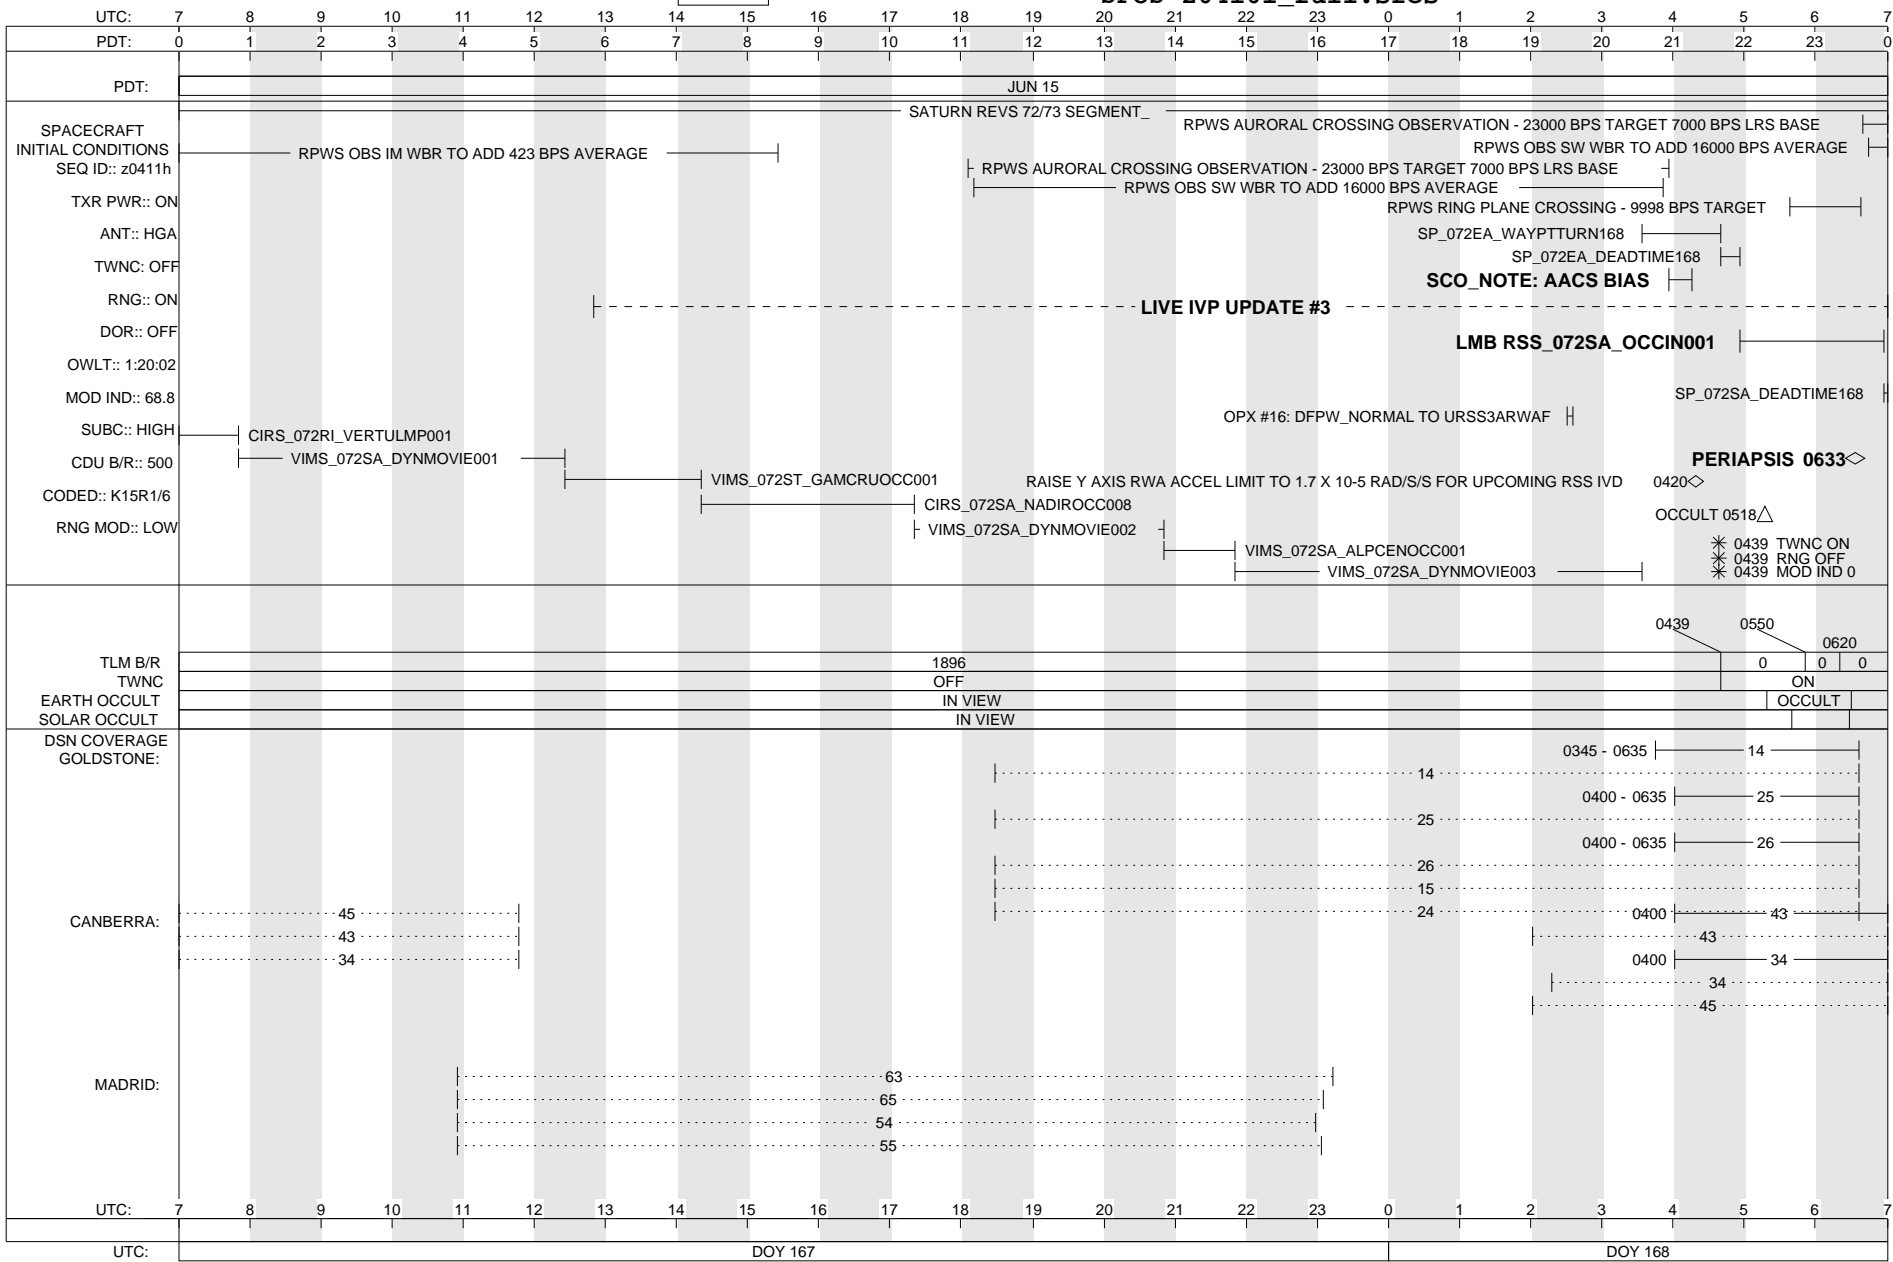 UTC: 7 8 9 10 11 12 13 14 15 16 17 18 19 20 21 22 23 0 1 2 3 4 5 6 7
PDT: 0 1 2 3 4 5 6 7 8 9 10 11 12 13 14 15 16 17 18 19 20 21 22 23 0
PDT: JUN 15
SATURN REVS 72/73 SEGMENT_
RPWS AURORAL CROSSING OBSERVATION - 23000 BPS TARGET 7000 BPS LRS BASE
SPACECRAFT
INITIAL CONDITIONS
RPWS OBS IM WBR TO ADD 423 BPS AVERAGE
RPWS OBS SW WBR TO ADD 16000 BPS AVERAGE
SEQ ID:: z0411h
RPWS AURORAL CROSSING OBSERVATION - 23000 BPS TARGET 7000 BPS LRS BASE
RPWS OBS SW WBR TO ADD 16000 BPS AVERAGE
TXR PWR:: ON
RPWS RING PLANE CROSSING - 9998 BPS TARGET
ANT:: HGA
SP_072EA_WAYPTTURN168
SP_072EA_DEADTIME168
TWNC: OFF
SCO_NOTE: AACS BIAS
RNG:: ON
LIVE IVP UPDATE #3
DOR:: OFF
LMB RSS_072SA_OCCIN001
OWLT:: 1:20:02
MOD IND:: 68.8
SP_072SA_DEADTIME168
OPX #16: DFPW_NORMAL TO URSS3ARWAF
SUBC:: HIGH
CIRS_072RI_VERTULMP001
CDU B/R:: 500
VIMS_072SA_DYNMOVIE001
PERIAPSIS 0633
VIMS_072ST_GAMCRUOCC001
RAISE Y AXIS RWA ACCEL LIMIT TO 1.7 X 10-5 RAD/S/S FOR UPCOMING RSS IVD 0420
CODED:: K15R1/6
CIRS_072SA_NADIROCC008
OCCULT 0518
RNG MOD:: LOW
VIMS_072SA_DYNMOVIE002
0439 TWNC ON
VIMS_072SA_ALPCENOCC001
0439 RNG OFF
VIMS_072SA_DYNMOVIE003
0439 MOD IND 0
0439 0550
0620
TLM B/R 1896 0 0 0
TWNC OFF ON
EARTH OCCULT IN VIEW OCCULT
SOLAR OCCULT IN VIEW
DSN COVERAGE
GOLDSTONE:
0345 - 0635 14
14
0400 - 0635 25
25
0400 - 0635 26
26
15
24
CANBERRA:
45 0400 43
43 43
34 0400 34
34
45
MADRID:
63
65
54
55
UTC: 7 8 9 10 11 12 13 14 15 16 17 18 19 20 21 22 23 0 1 2 3 4 5 6 7
UTC: DOY 167 DOY 168